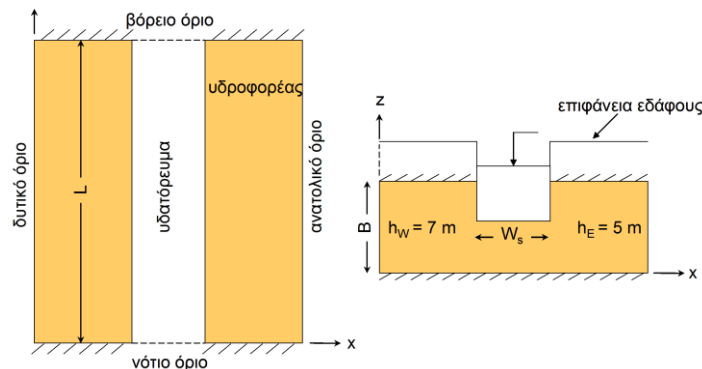 βόρειο όριο
υδροφορέας
δυτικό όριο
L
υδατόρευμα
ανατολικό όριο
x
νότιο όριο
z
επιφάνεια εδάφους
B
h_W = 7 m
W_s
h_E = 5 m
x